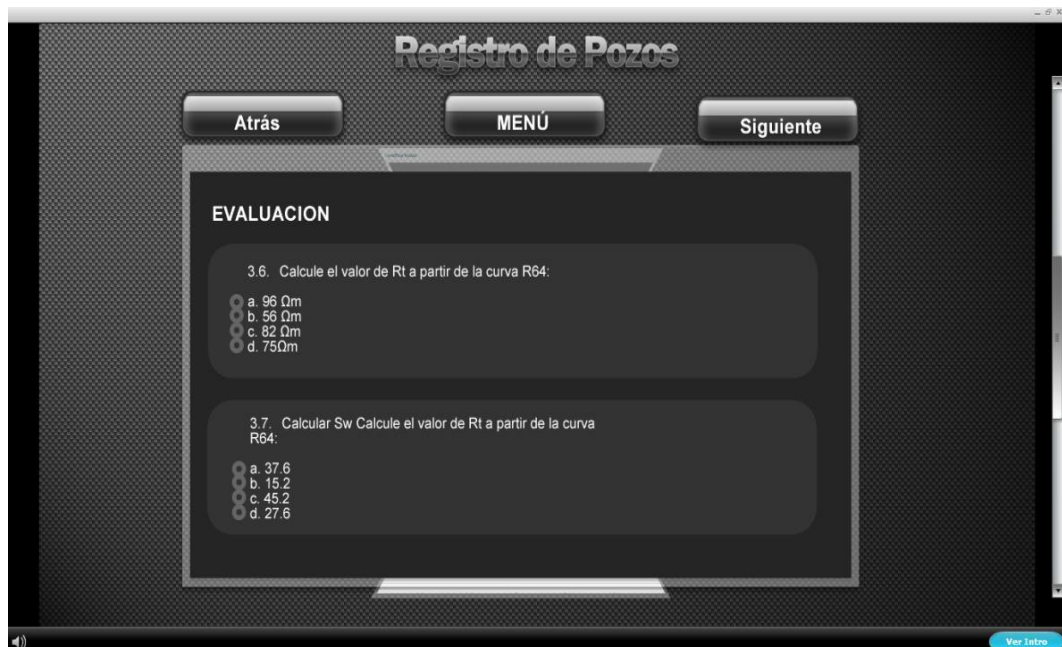 Registro de Pozos
Atrás
MENÚ
Siguiente
EVALUACION
3.6. Calcule el valor de Rt a partir de la curva R64:
a. 96 Ωm
b. 56 Ωm
c. 82 Ωm
d. 75Ωm
3.7. Calcular Sw Calcule el valor de Rt a partir de la curva
R64:
a. 37.6
b. 15.2
c. 45.2
d. 27.6
Ver Intro